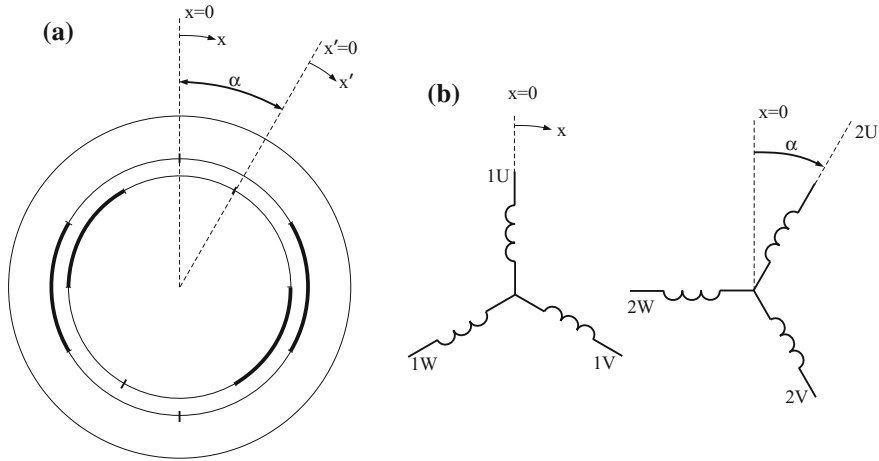 (a)
x=0
x
x′=0
x′
α
(b)
x=0
x
1U
1W
1V
x=0
α
2U
2W
2V